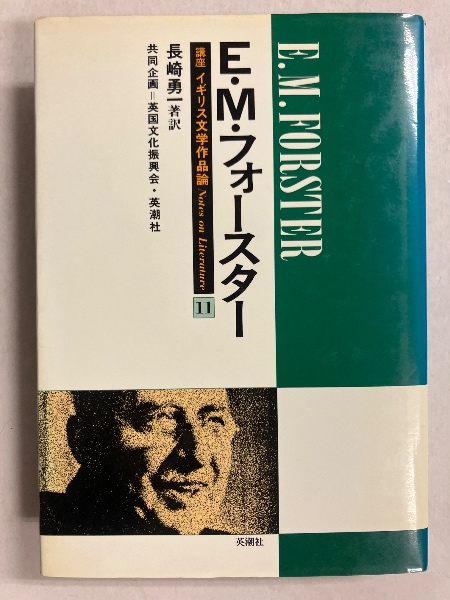 E. M. FORSTER
E・M・フォースター
講座 イギリス文学作品論 Notes on Literature 11
長崎勇一 著訳
共同企画=英国文化振興会・英潮社
英潮社